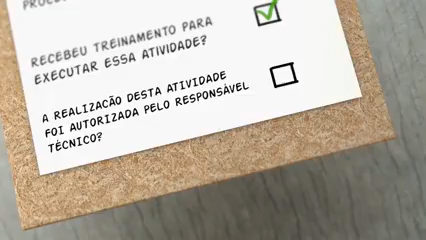 RECEBEU TREINAMENTO PARA
EXECUTAR ESSA ATIVIDADE?
A REALIZAÇÃO DESTA ATIVIDADE
FOI AUTORIZADA PELO RESPONSÁVEL
TÉCNICO?